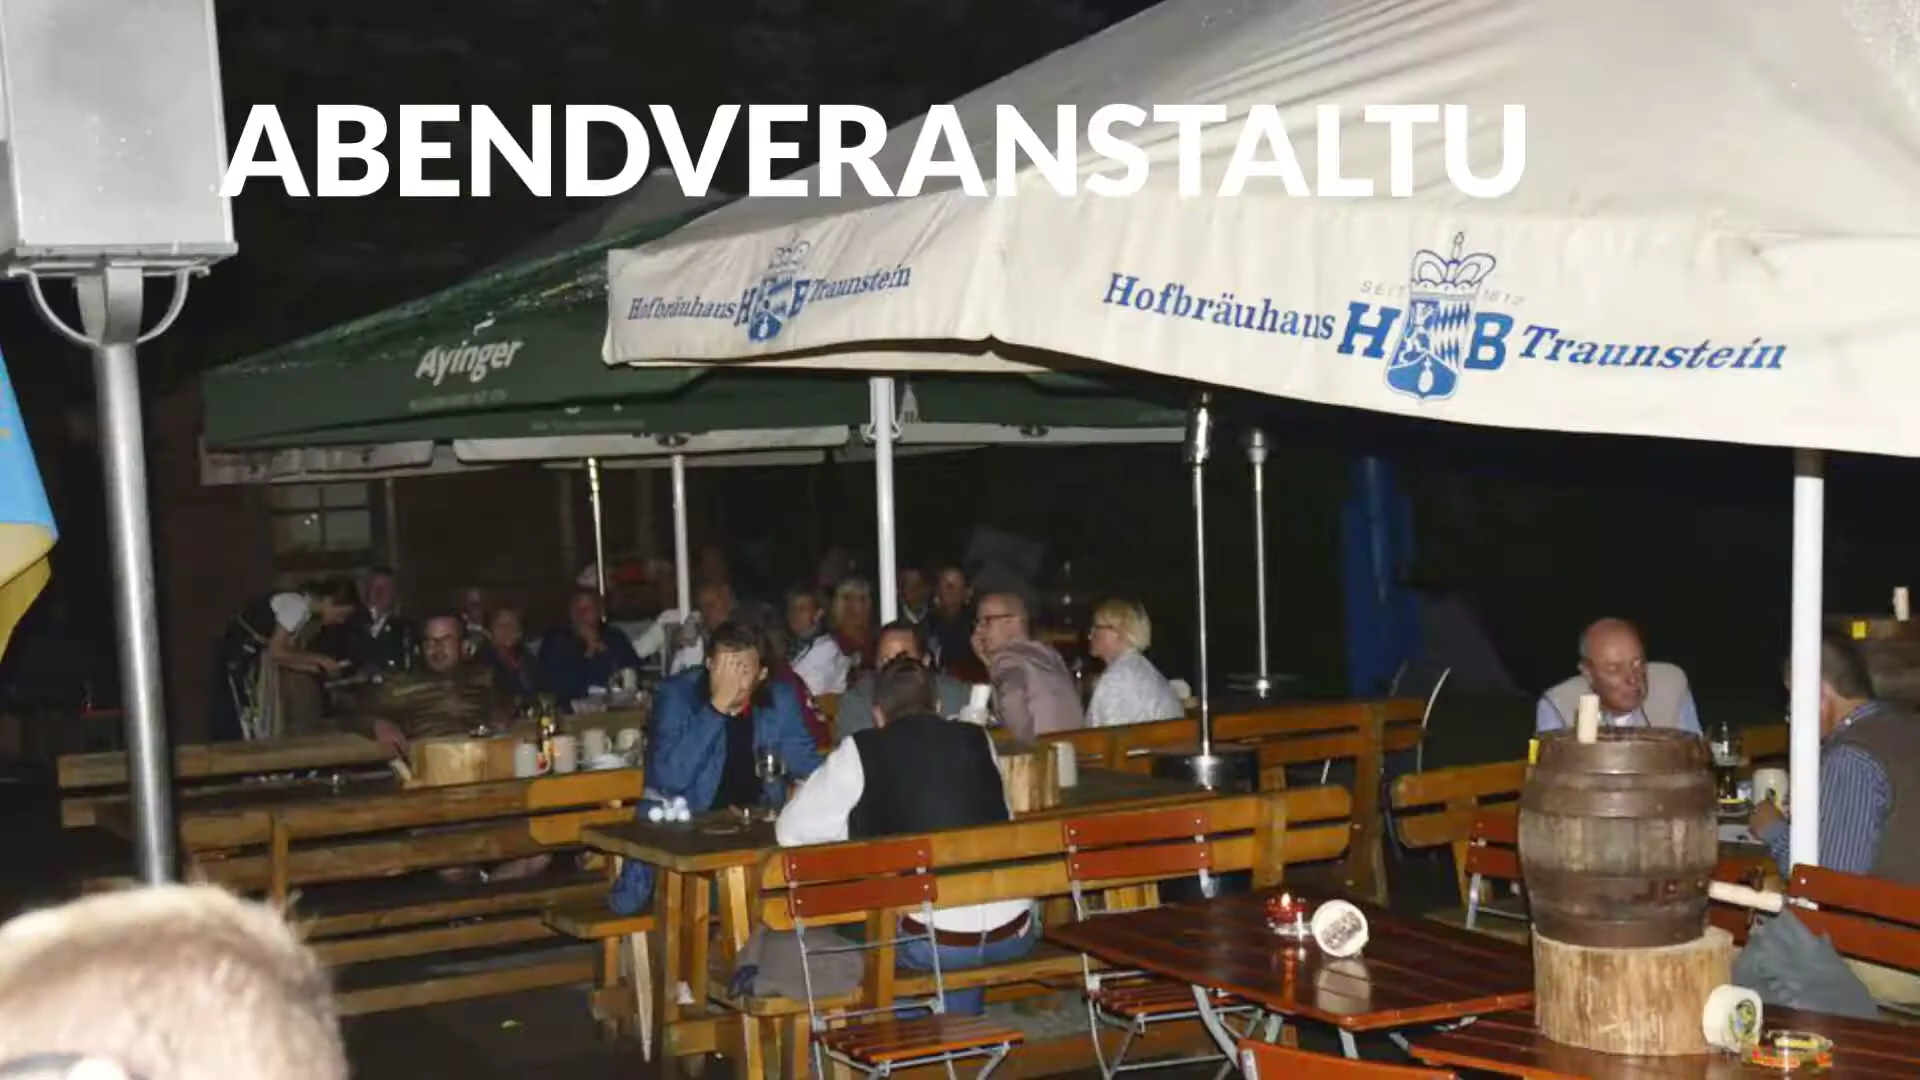 ABENDVERANSTALTU
Hofbräuhaus HB Traunstein
SEIT 1612
Hofbräuhaus HB Traunstein
Ayinger